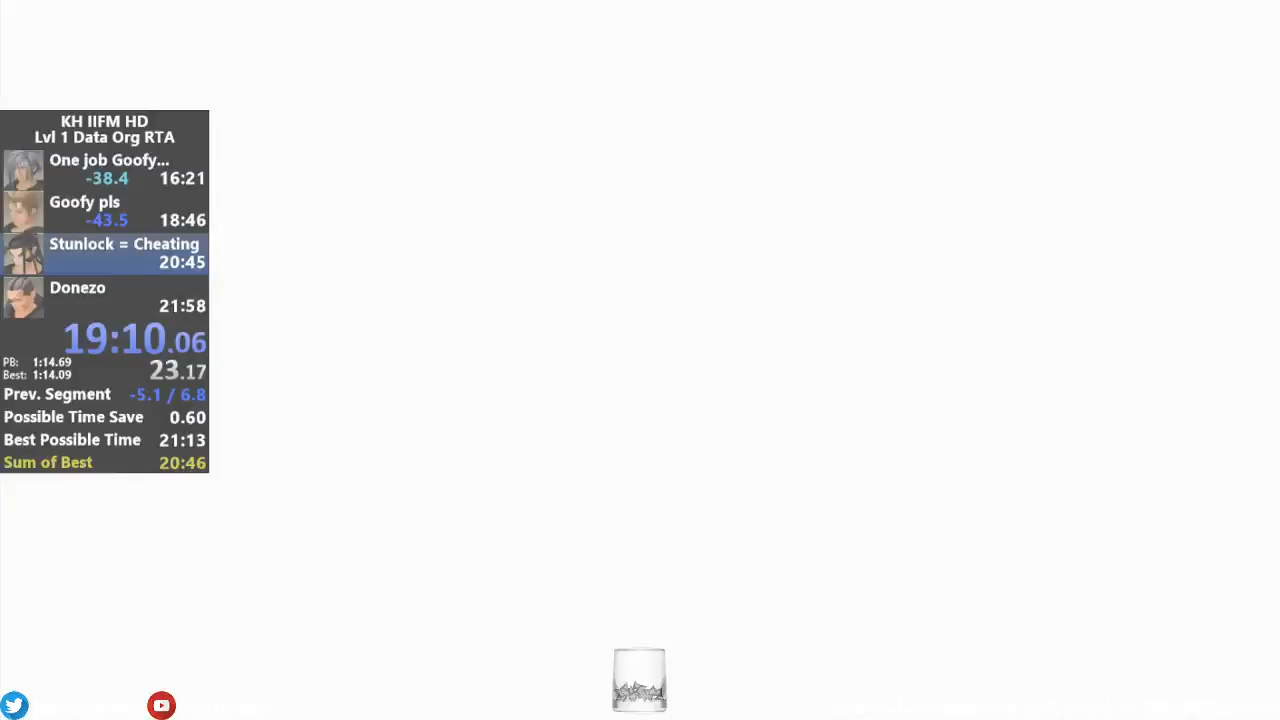 KH IIFM HD
Lvl 1 Data Org RTA
One job Goofy...
-38.4 16:21
Goofy pls
-43.5 18:46
Stunlock = Cheating
20:45
Donezo
21:58
19:10.06
PB: 1:14.69
Best: 1:14.09
23.17
Prev. Segment -5.1 / 6.8
Possible Time Save 0.60
Best Possible Time 21:13
Sum of Best 20:46